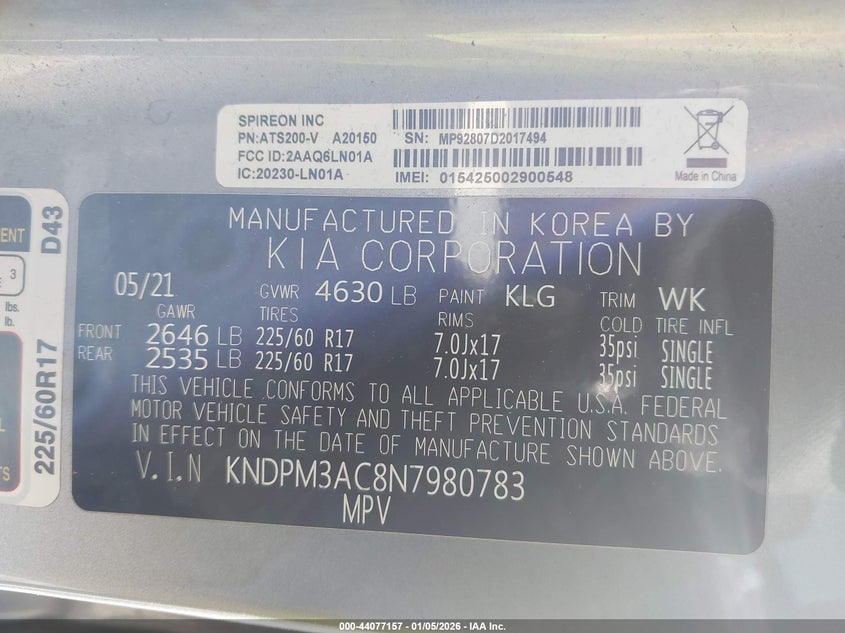 SPIREON INC
PN:ATS200-V A20150 SN: MP92807D2017494
FCC ID:2AAQ6LN01A
IC:20230-LN01A IMEI: 015425002900548
Made in China
MANUFACTURED IN KOREA BY
KIA CORPORATION
05/21 GVWR 4630 LB PAINT KLG TRIM WK
GAWR TIRES RIMS COLD TIRE INFL
FRONT 2646 LB 225/60 R17 7.0Jx17 35psi SINGLE
REAR 2535 LB 225/60 R17 7.0Jx17 35psi SINGLE
THIS VEHICLE CONFORMS TO ALL APPLICABLE U.S.A. FEDERAL
MOTOR VEHICLE SAFETY AND THEFT PREVENTION STANDARDS
IN EFFECT ON THE DATE OF MANUFACTURE SHOWN ABOVE.
V.I.N KNDPM3AC8N7980783
MPV
D43
225/60R17
3
lbs.
lb.
000-44077157 - 01/05/2026 - IAA Inc.